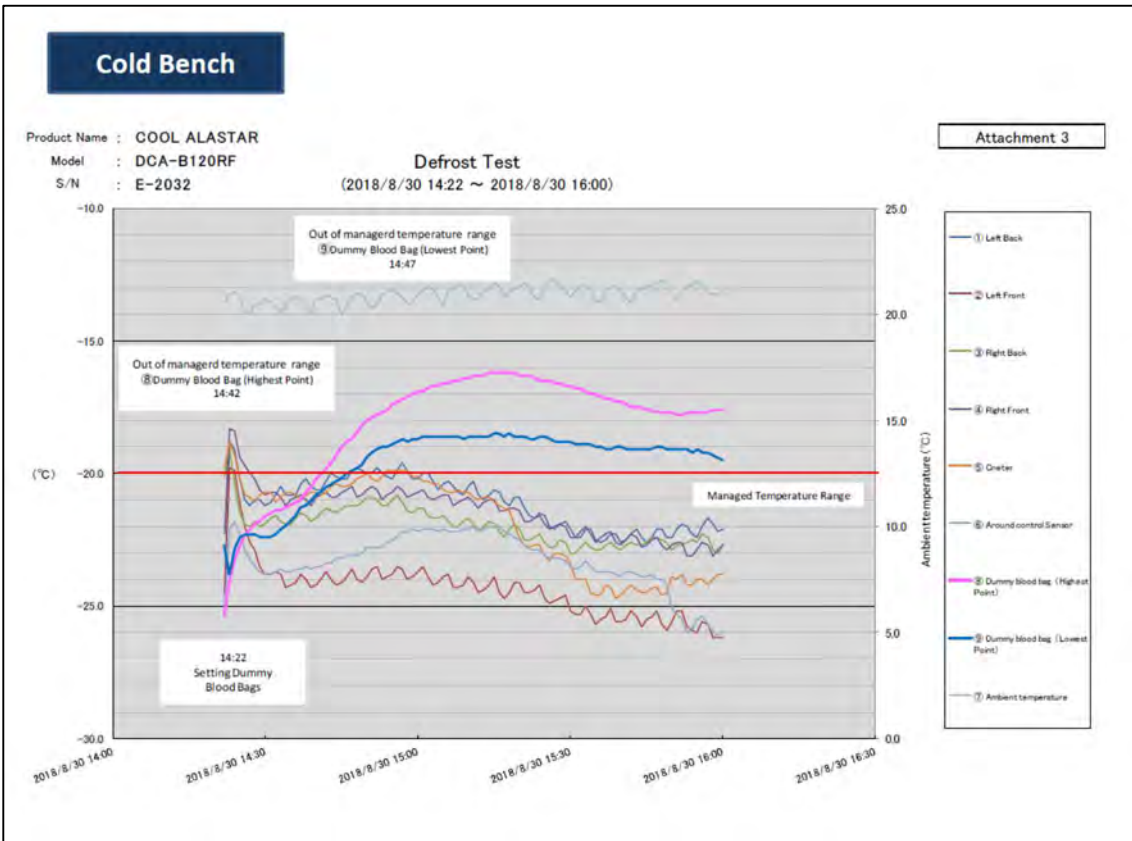 Cold Bench
Product Name : COOL ALASTAR
Model : DCA-B120RF
S/N : E-2032
Attachment 3
Defrost Test
(2018/8/30 14:22 ~ 2018/8/30 16:00)
-10.0
-15.0
-20.0
-25.0
-30.0
(℃)
25.0
20.0
15.0
10.0
5.0
0.0
Ambienttemperature(℃)
Out of managerd temperature range
⑨Dummy Blood Bag (Lowest Point)
14:47
Out of managerd temperature range
⑧Dummy Blood Bag (Highest Point)
14:42
Managed Temperature Range
14:22
Setting Dummy
Blood Bags
2018/8/30 14:00
2018/8/30 14:30
2018/8/30 15:00
2018/8/30 15:30
2018/8/30 16:00
2018/8/30 16:30
① Left Back
② Left Front
③ Right Back
④ Right Front
⑤ Cneter
⑥ Around control Sensor
⑧ Dummy blood bag (Highest
Point)
⑨ Dummy blood bag (Lowest
Point)
⑦ Ambient temperature